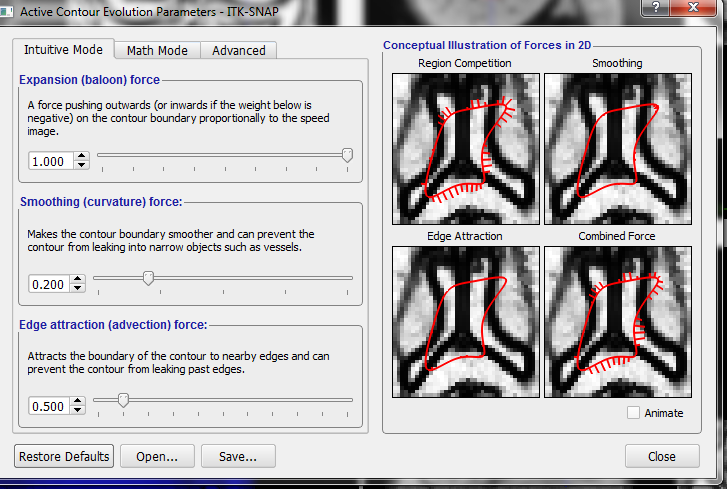 Active Contour Evolution Parameters - ITK-SNAP
?
X
Intuitive Mode
Math Mode
Advanced
Expansion (baloon) force
A force pushing outwards (or inwards if the weight below is
negative) on the contour boundary proportionally to the speed
image.
1.000
Smoothing (curvature) force:
Makes the contour boundary smoother and can prevent the
contour from leaking into narrow objects such as vessels.
0.200
Edge attraction (advection) force:
Attracts the boundary of the contour to nearby edges and can
prevent the contour from leaking past edges.
0.500
Conceptual Illustration of Forces in 2D
Region Competition
Smoothing
Edge Attraction
Combined Force
Animate
Restore Defaults
Open...
Save...
Close